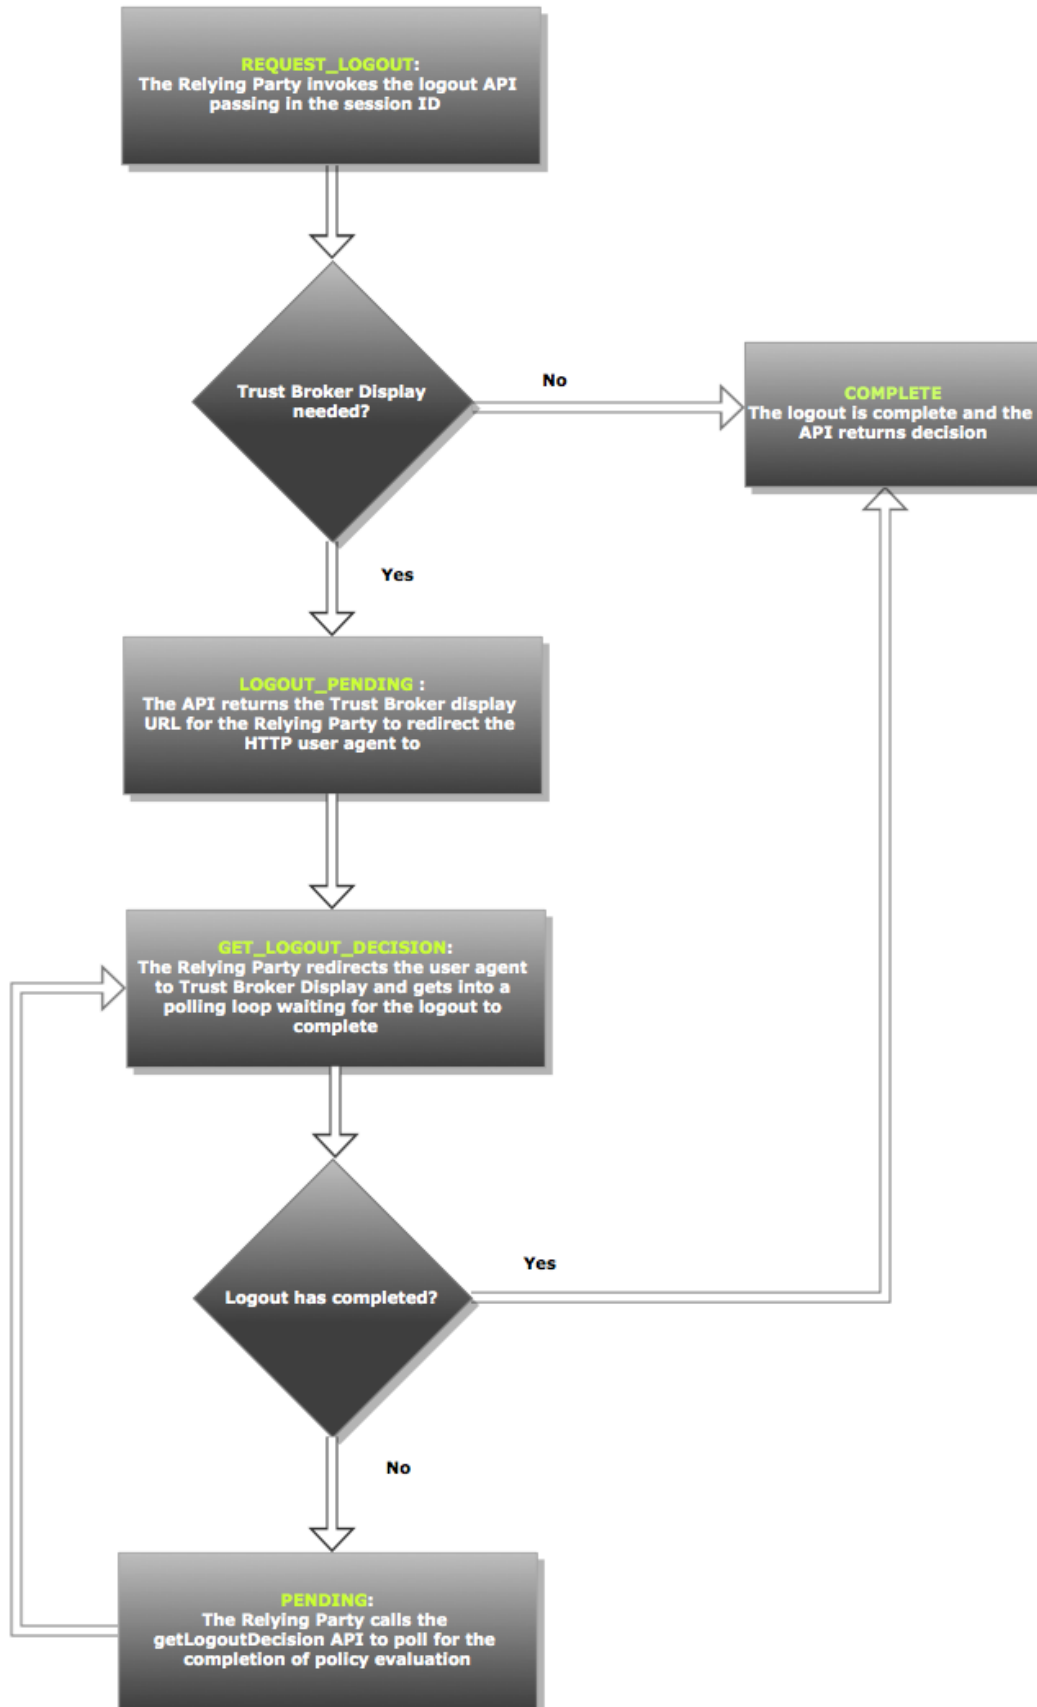 REQUEST_LOGOUT:
The Relying Party invokes the logout API
passing in the session ID
Trust Broker Display
needed?
No
COMPLETE
The logout is complete and the
API returns decision
Yes
LOGOUT_PENDING :
The API returns the Trust Broker display
URL for the Relying Party to redirect the
HTTP user agent to
GET_LOGOUT_DECISION:
The Relying Party redirects the user agent
to Trust Broker Display and gets into a
polling loop waiting for the logout to
complete
Logout has completed?
Yes
No
PENDING:
The Relying Party calls the
getLogoutDecision API to poll for the
completion of policy evaluation